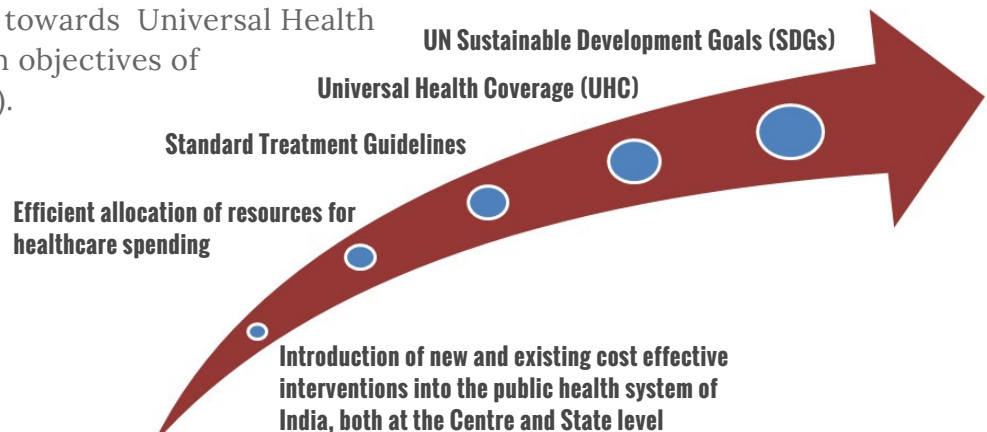 towards Universal Health
n objectives of
).
UN Sustainable Development Goals (SDGs)
Universal Health Coverage (UHC)
Standard Treatment Guidelines
Efficient allocation of resources for
healthcare spending
Introduction of new and existing cost effective
interventions into the public health system of
India, both at the Centre and State level